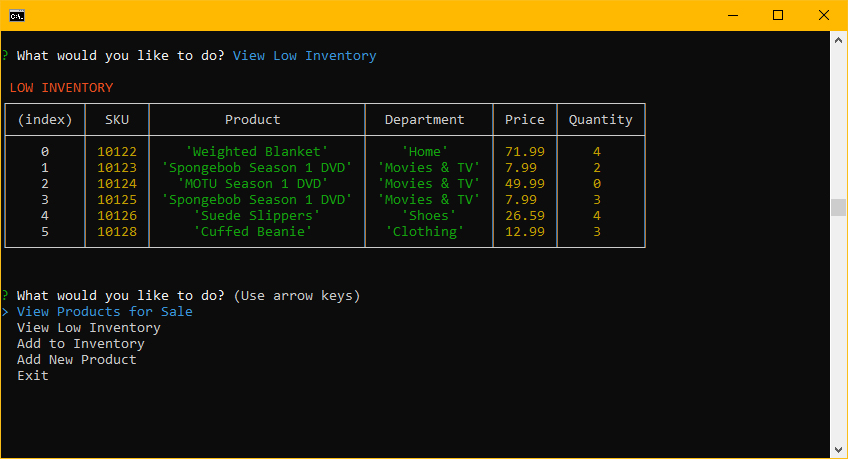 C:\.
? What would you like to do? View Low Inventory
LOW INVENTORY
(index) SKU Product Department Price Quantity
0 10122 'Weighted Blanket' 'Home' 71.99 4
1 10123 'Spongebob Season 1 DVD' 'Movies & TV' 7.99 2
2 10124 'MOTU Season 1 DVD' 'Movies & TV' 49.99 0
3 10125 'Spongebob Season 1 DVD' 'Movies & TV' 7.99 3
4 10126 'Suede Slippers' 'Shoes' 26.59 4
5 10128 'Cuffed Beanie' 'Clothing' 12.99 3
? What would you like to do? (Use arrow keys)
> View Products for Sale
View Low Inventory
Add to Inventory
Add New Product
Exit